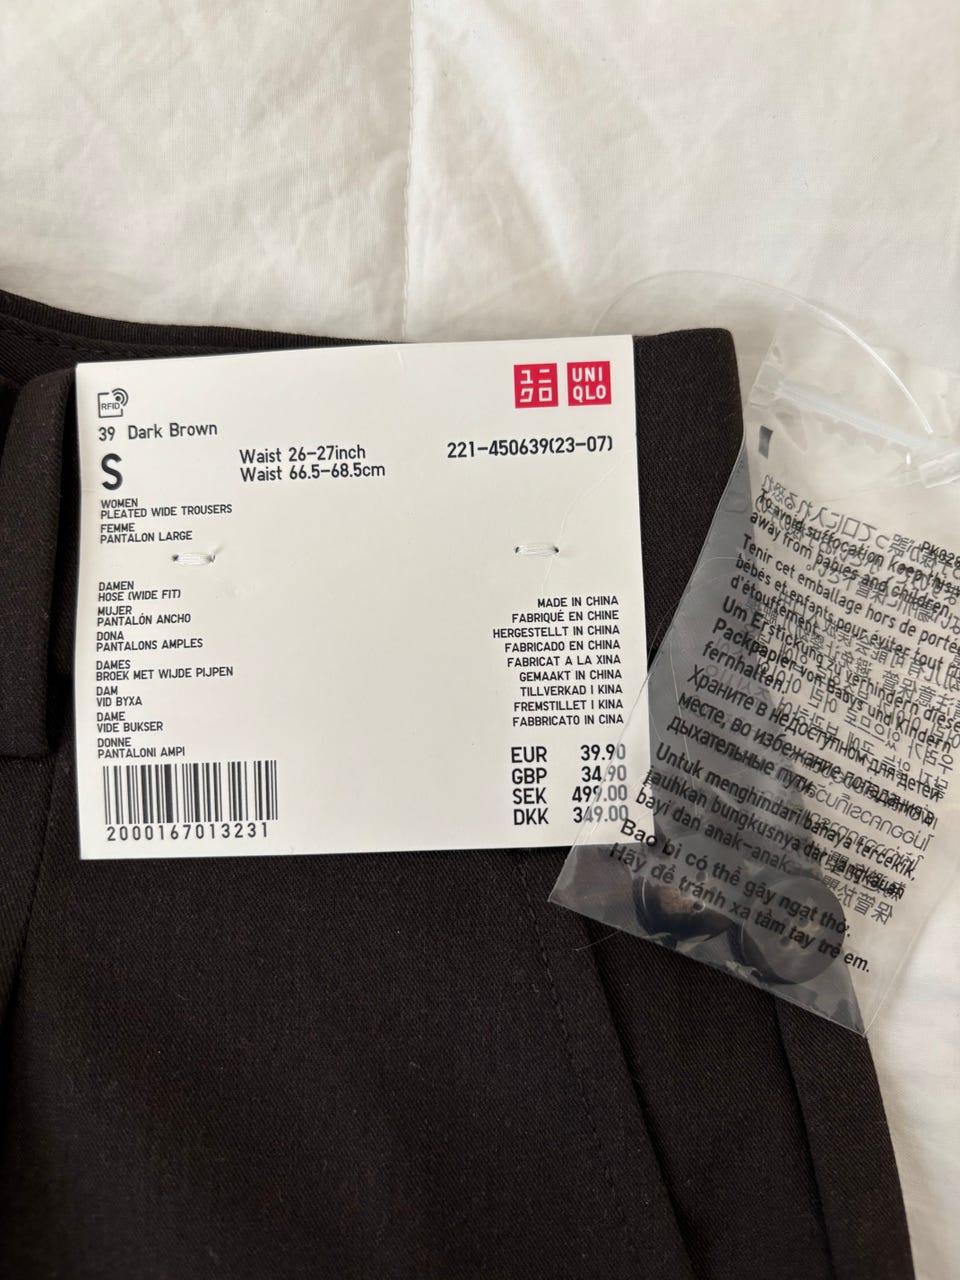 RFID
ユニ
クロ
UNI
QLO
39 Dark Brown
S
Waist 26-27inch
Waist 66.5-68.5cm
221-450639(23-07)
WOMEN
PLEATED WIDE TROUSERS
FEMME
PANTALON LARGE
DAMEN
HOSE (WIDE FIT)
MUJER
PANTALÓN ANCHO
DONA
PANTALONS AMPLES
DAMES
BROEK MET WIJDE PIJPEN
DAM
VID BYXA
DAME
VIDE BUKSER
DONNE
PANTALONI AMPI
2000167013231
MADE IN CHINA
FABRIQUÉ EN CHINE
HERGESTELLT IN CHINA
FABRICADO EN CHINA
FABRICAT A LA XINA
GEMAAKT IN CHINA
TILLVERKAD I KINA
FREMSTILLET I KINA
FABBRICATO IN CINA
EUR 39.90
GBP 34.90
SEK 499.00
DKK 349.00
To avoid suffocation keep this
away from babies and children.
Tenir cet emballage hors de portée
bébés et enfants pour éviter tout
d'étouffement
Um Erstickung zu verhindern diese
Packpapier von Babys und Kindern
fernhalten.
Храните в недоступном для детей
месте, во избежание попадания в
дыхательные пути.
Untuk menghindari bahaya tercekik,
jauhkan bungkusnya dari jangkauan
bayi dan anak-anak.
Bao bì có thể gây ngạt thở.
Hãy để tránh xa tầm tay trẻ em.